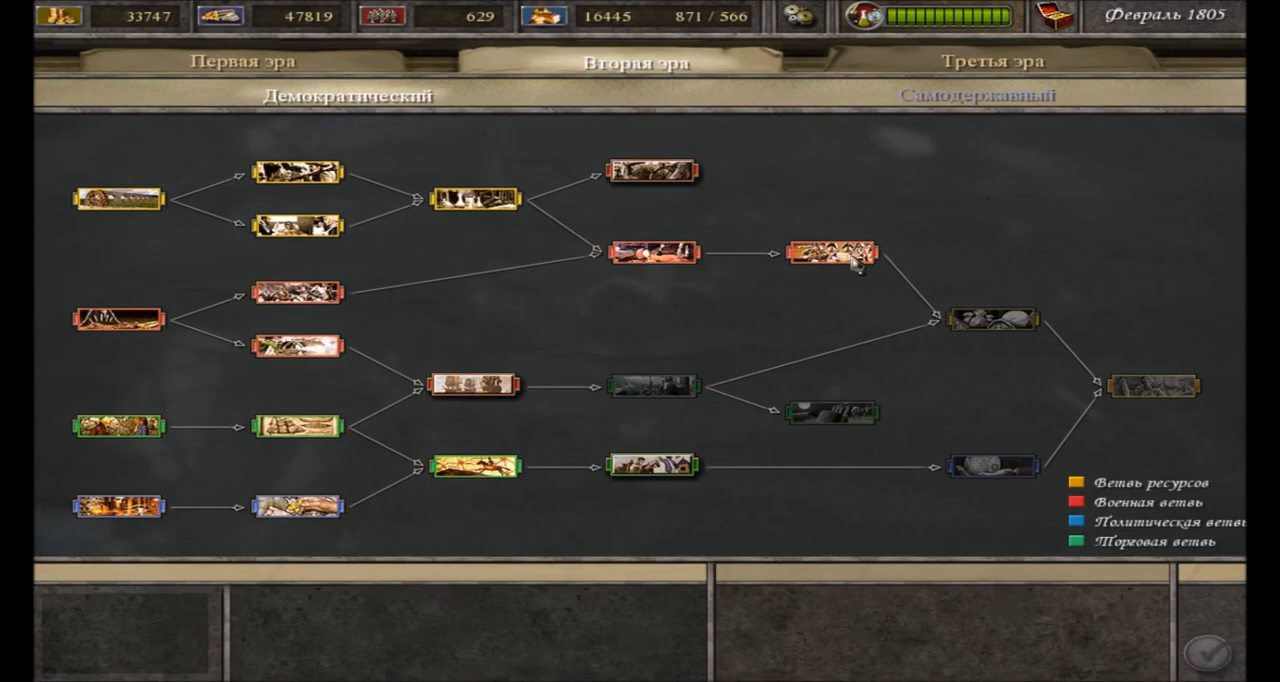 33747 47819 629 16445 871 / 566 Февраль 1805
Первая эра Вторая эра Третья эра
Демократический Самодержавный
Ветвь ресурсов
Военная ветвь
Политическая ветвь
Торговая ветвь